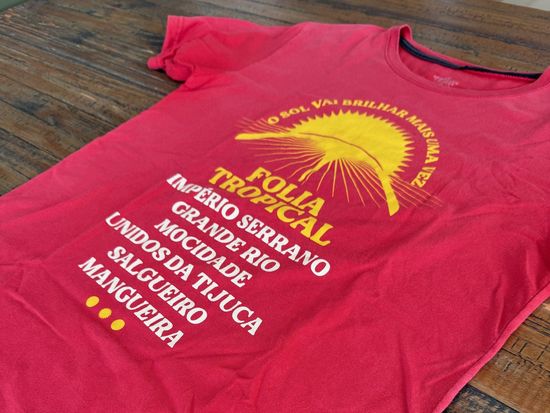 O SOL VAI BRILHAR MAIS UMA VEZ
FOLIA
TROPICAL
IMPÉRIO SERRANO
GRANDE RIO
MOCIDADE
UNIDOS DA TIJUCA
SALGUEIRO
MANGUEIRA